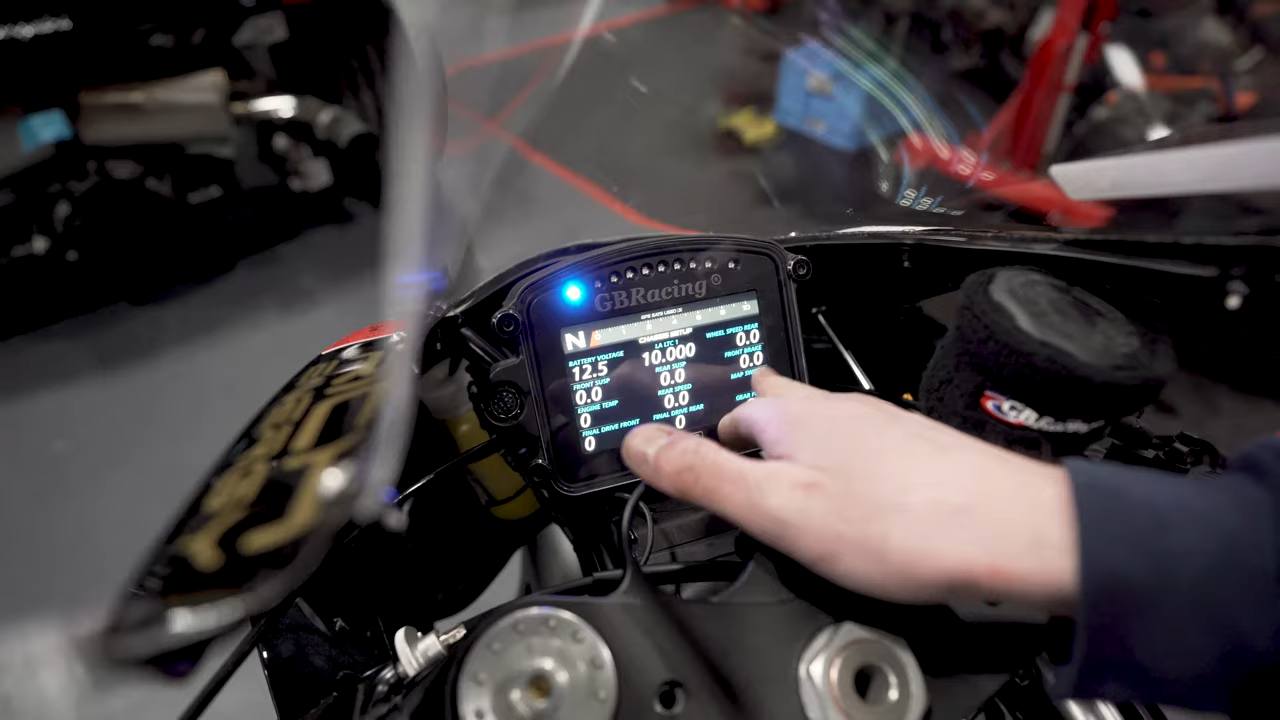 GBRacing®
N
CHASSIS SETUP
BATTERY VOLTAGE
12.5
LA LTC 1
10.000
WHEEL SPEED REAR
0.0
FRONT SUSP
0.0
REAR SUSP
0.0
FRONT BRAKE
0.0
ENGINE TEMP
0
REAR SPEED
0.0
MAP
GEAR
FINAL DRIVE FRONT
0
FINAL DRIVE REAR
0